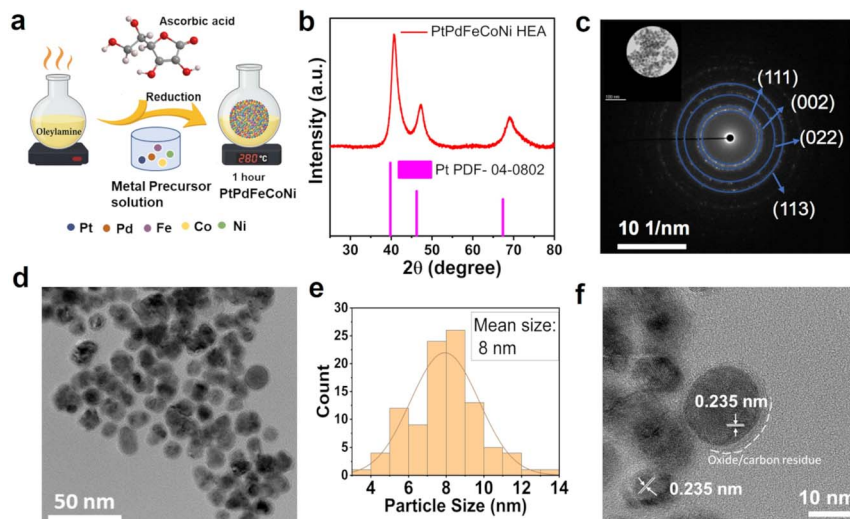 a
Ascorbic acid
Oleylamine
Reduction
Metal Precursor
solution
280 °C
1 hour
PtPdFeCoNi
Pt Pd Fe Co Ni
b
Intensity (a.u.)
PtPdFeCoNi HEA
Pt PDF- 04-0802
30 40 50 60 70 80
2θ (degree)
c
(111)
(002)
(022)
(113)
10 1/nm
d
50 nm
e
Count
30
25
20
15
10
5
0
Mean size:
8 nm
4 6 8 10 12 14
Particle Size (nm)
f
0.235 nm
Oxide/carbon residue
0.235 nm
10 nm